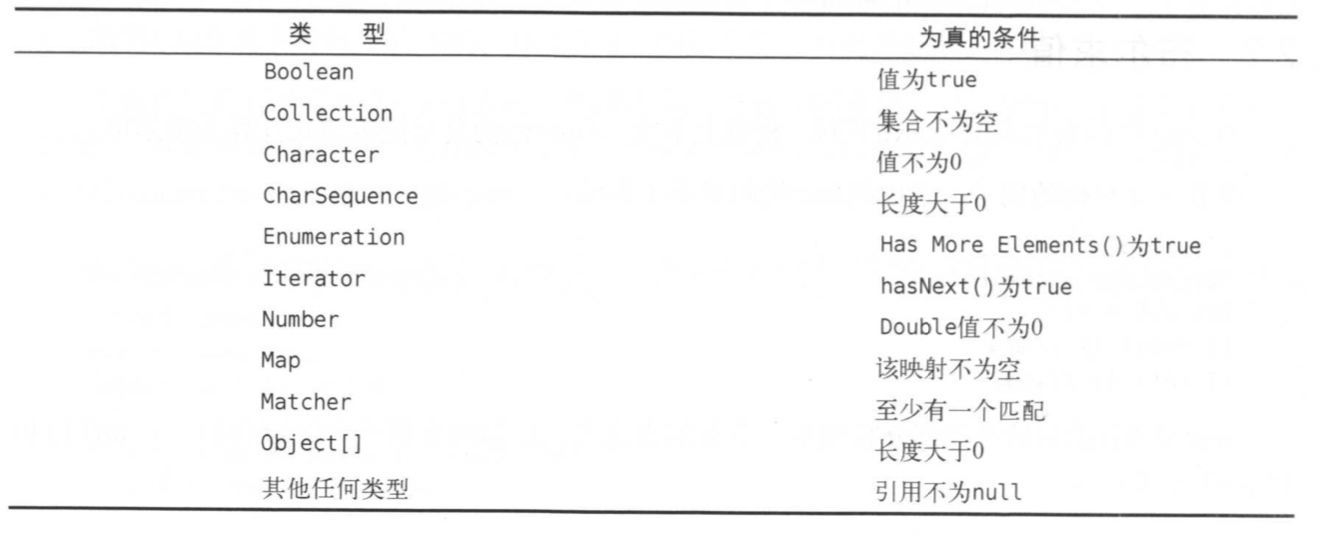 类 型 为真的条件
Boolean 值为true
Collection 集合不为空
Character 值不为0
CharSequence 长度大于0
Enumeration Has More Elements()为true
Iterator hasNext()为true
Number Double值不为0
Map 该映射不为空
Matcher 至少有一个匹配
Object[] 长度大于0
其他任何类型 引用不为null